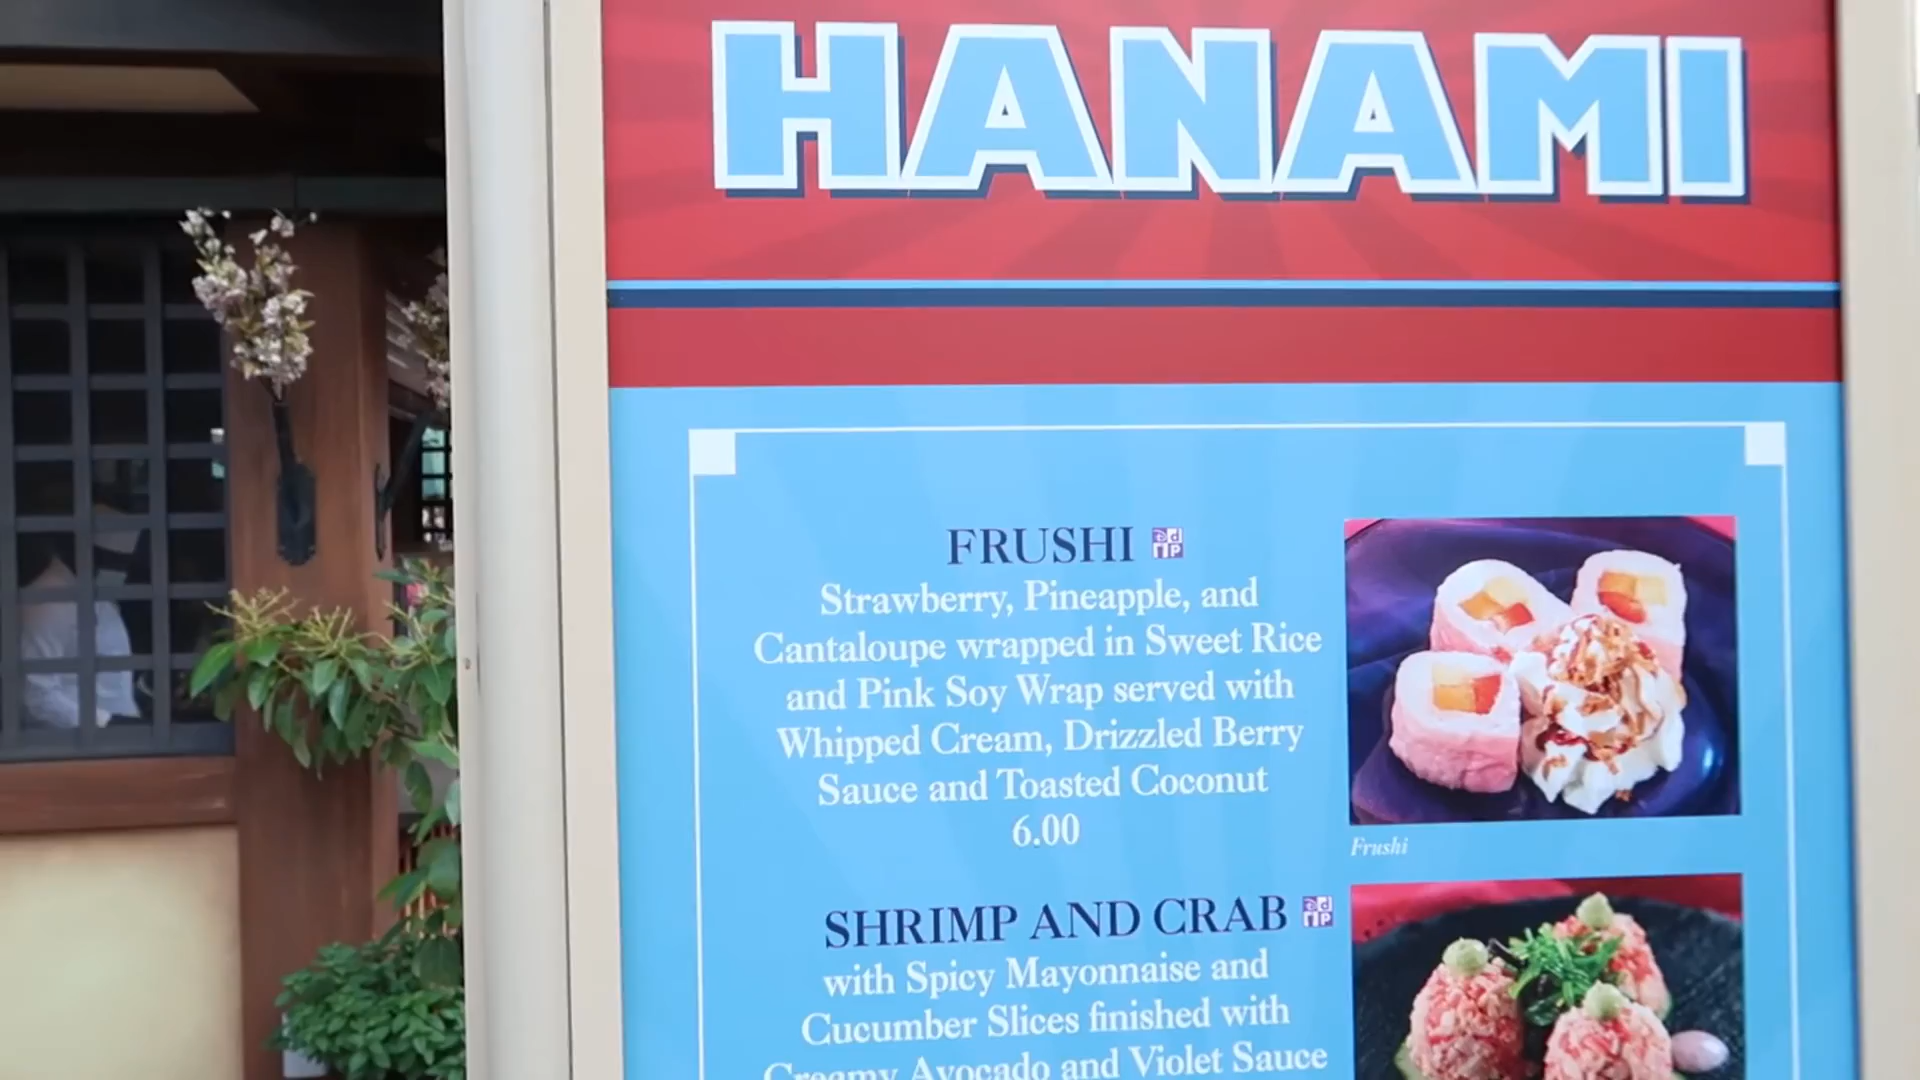 HANAMI
FRUSHI
Strawberry, Pineapple, and
Cantaloupe wrapped in Sweet Rice
and Pink Soy Wrap served with
Whipped Cream, Drizzled Berry
Sauce and Toasted Coconut
6.00
Frushi
SHRIMP AND CRAB
with Spicy Mayonnaise and
Cucumber Slices finished with
Creamy Avocado and Violet Sauce